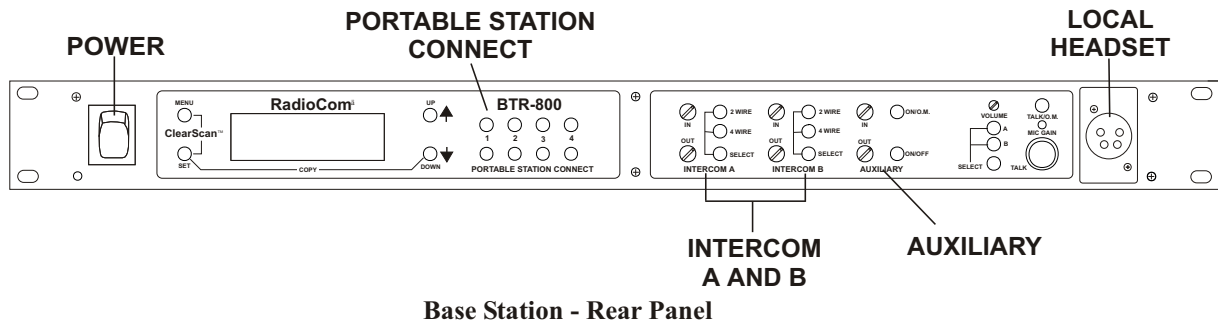 PORTABLE STATION
CONNECT
LOCAL
HEADSET
POWER
MENU
RadioCom
UP
BTR-800
ClearScan™
SET
COPY
DOWN
1 2 3 4
PORTABLE STATION CONNECT
IN
2 WIRE
4 WIRE
OUT
SELECT
INTERCOM A
IN
2 WIRE
4 WIRE
OUT
SELECT
INTERCOM B
IN
ON/O.M.
OUT
ON/OFF
AUXILIARY
VOLUME
A
B
SELECT
TALK/O.M.
MIC GAIN
TALK
INTERCOM
A AND B
AUXILIARY
Base Station - Rear Panel